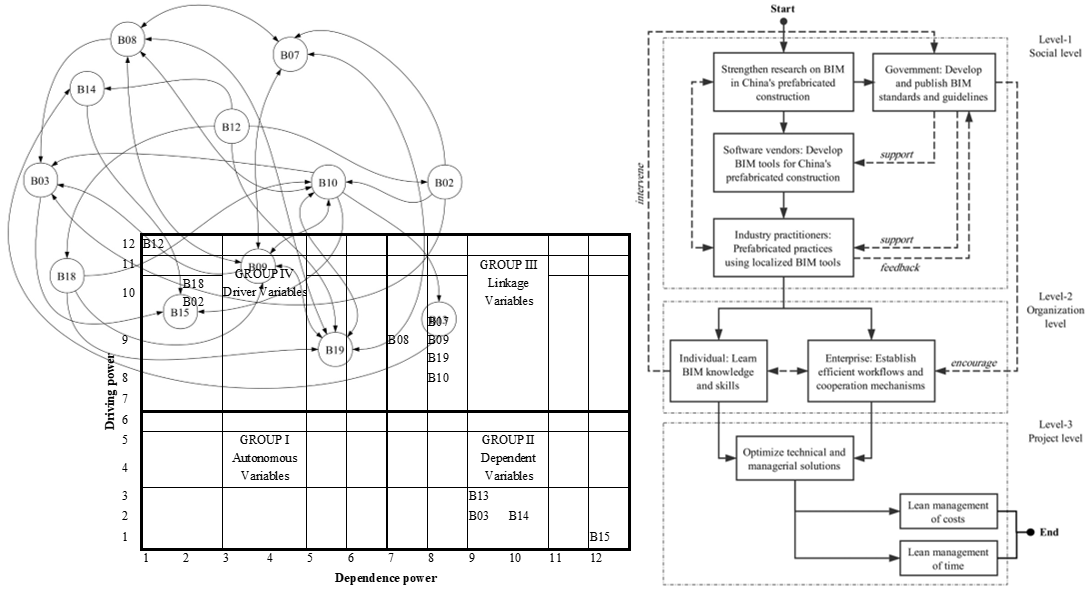 B08
B07
B14
B12
B03
B10
B02
B18
B09
B15
B19
12
B12
11
GROUP IV
Driver Variables
GROUP III
Linkage
Variables
10
B18
B02
9
B08
B07
B09
B19
8
B10
7
Driving power
6
5
GROUP I
Autonomous
Variables
GROUP II
Dependent
Variables
4
3
B13
2
B03
B14
1
B15
1
2
3
4
5
6
7
8
9
10
11
12
Dependence power
Start
Level-1
Social level
Strengthen research on BIM
in China's prefabricated
construction
Government: Develop
and publish BIM
standards and guidelines
Software vendors: Develop
BIM tools for China's
prefabricated construction
support
intervene
Industry practitioners:
Prefabricated practices
using localized BIM tools
support
feedback
Level-2
Organization
level
Individual: Learn
BIM knowledge
and skills
Enterprise: Establish
efficient workflows and
cooperation mechanisms
encourage
Level-3
Project level
Optimize technical and
managerial solutions
Lean management
of costs
End
Lean management
of time